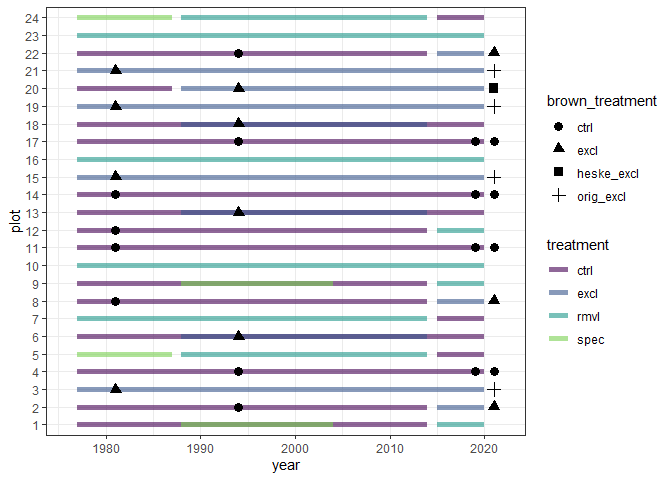 24
23
22
21
20
19
18
17
16
15
14
13
12
11
10
9
8
7
6
5
4
3
2
1
plot
1980
1990
2000
2010
2020
year
brown_treatment
ctrl
excl
heske_excl
orig_excl
treatment
ctrl
excl
rmvl
spec